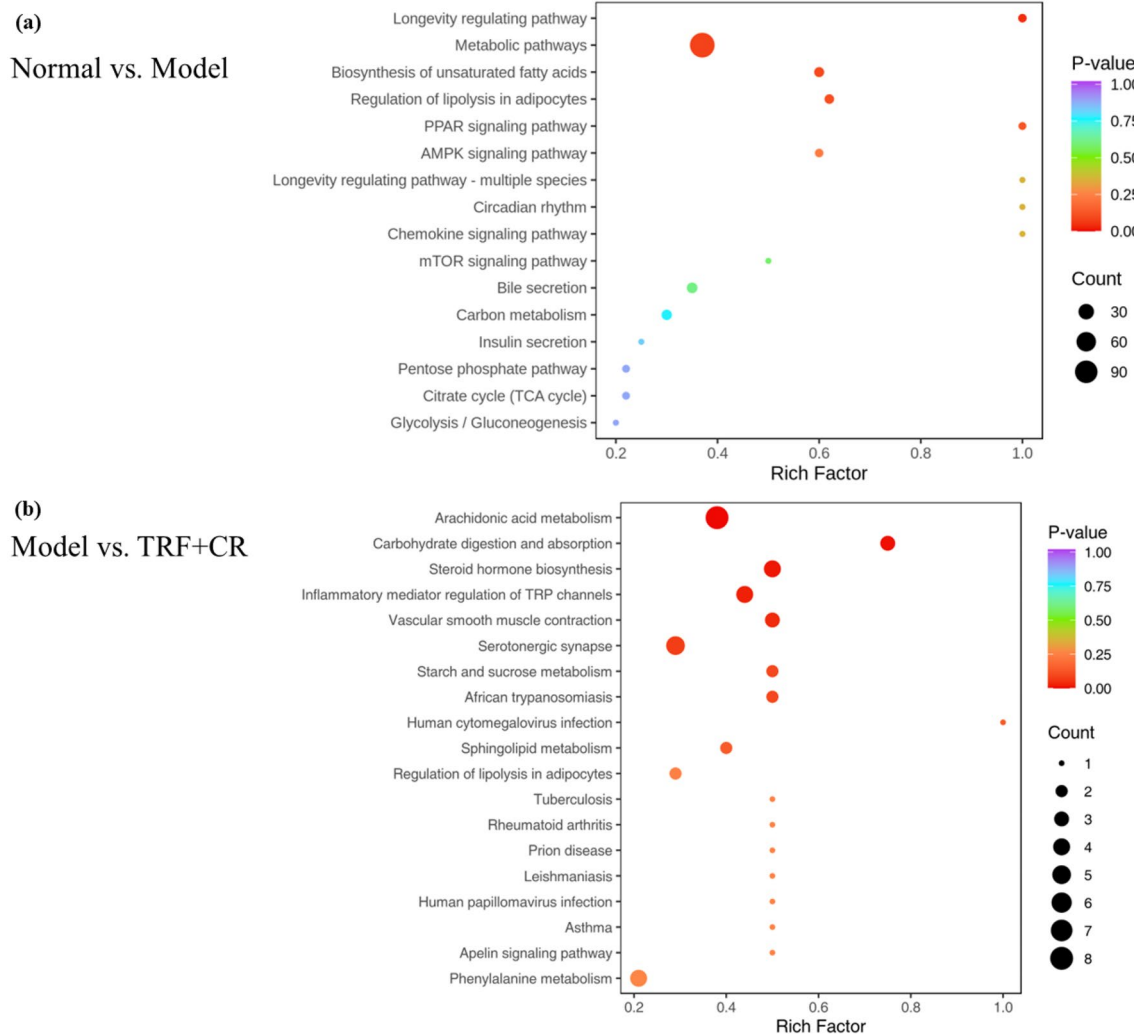 (a)
Normal vs. Model
Longevity regulating pathway
Metabolic pathways
Biosynthesis of unsaturated fatty acids
Regulation of lipolysis in adipocytes
PPAR signaling pathway
AMPK signaling pathway
Longevity regulating pathway - multiple species
Circadian rhythm
Chemokine signaling pathway
mTOR signaling pathway
Bile secretion
Carbon metabolism
Insulin secretion
Pentose phosphate pathway
Citrate cycle (TCA cycle)
Glycolysis / Gluconeogenesis
0.2 0.4 0.6 0.8 1.0
Rich Factor
P-value
1.00
0.75
0.50
0.25
0.00
Count
30
60
90
(b)
Model vs. TRF+CR
Arachidonic acid metabolism
Carbohydrate digestion and absorption
Steroid hormone biosynthesis
Inflammatory mediator regulation of TRP channels
Vascular smooth muscle contraction
Serotonergic synapse
Starch and sucrose metabolism
African trypanosomiasis
Human cytomegalovirus infection
Sphingolipid metabolism
Regulation of lipolysis in adipocytes
Tuberculosis
Rheumatoid arthritis
Prion disease
Leishmaniasis
Human papillomavirus infection
Asthma
Apelin signaling pathway
Phenylalanine metabolism
0.2 0.4 0.6 0.8 1.0
Rich Factor
P-value
1.00
0.75
0.50
0.25
0.00
Count
1
2
3
4
5
6
7
8